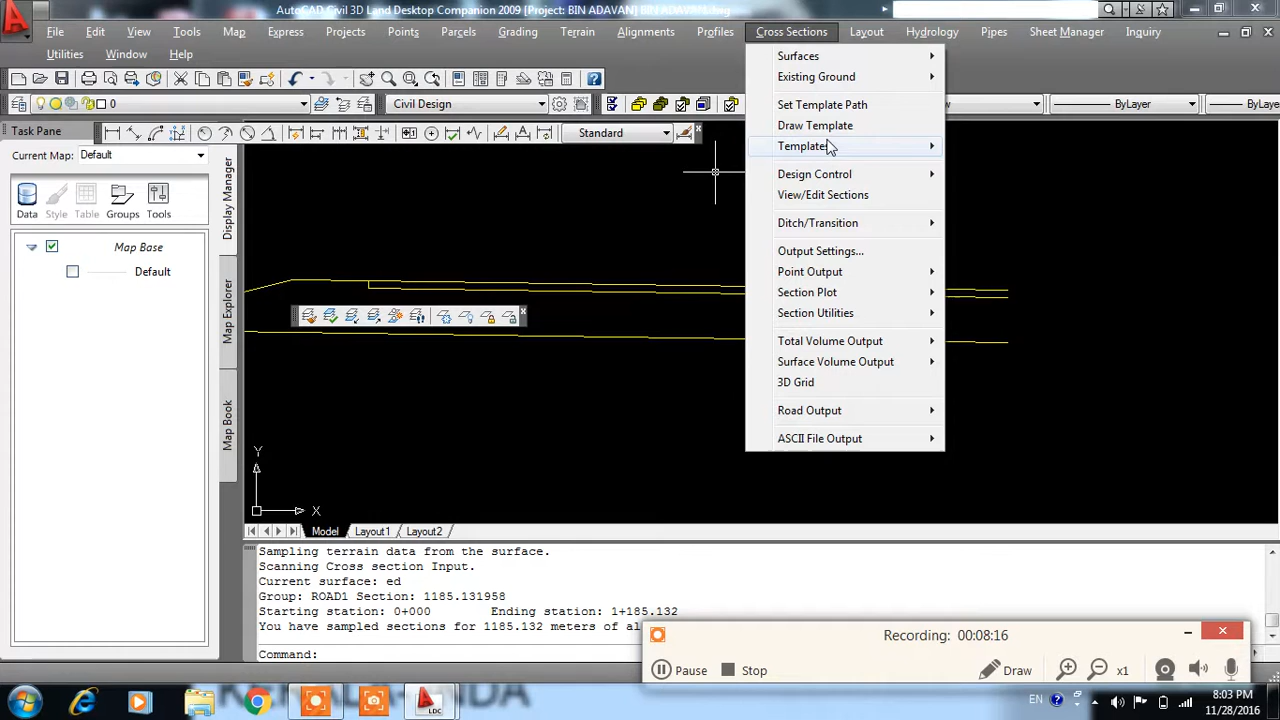 AutoCAD Civil 3D Land Desktop Companion 2009 [Project: BIN ADAVAN]
File Edit View Tools Map Express Projects Points Parcels Grading Terrain Alignments Profiles Cross Sections Layout Hydrology Pipes Sheet Manager Inquiry
Utilities Window Help
0
Civil Design
ByLayer
ByLayer
Task Pane
Standard
Current Map: Default
Data Style Table Groups Tools
Map Base
Default
Display Manager
Map Explorer
Map Book
Surfaces
Existing Ground
Set Template Path
Draw Template
Templates
Design Control
View/Edit Sections
Ditch/Transition
Output Settings...
Point Output
Section Plot
Section Utilities
Total Volume Output
Surface Volume Output
3D Grid
Road Output
ASCII File Output
Y
X
Model Layout1 Layout2
Sampling terrain data from the surface.
Scanning Cross section Input.
Current surface: ed
Group: ROAD1 Section: 1185.131958
Starting station: 0+000 Ending station: 1+185.132
You have sampled sections for 1185.132 meters of al
Command:
Recording: 00:08:16
Pause Stop Draw x1
LDC
EN
8:03 PM
11/28/2016